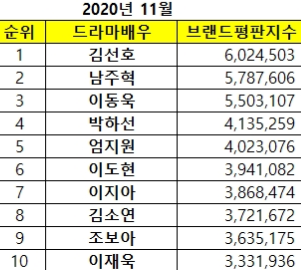 2020년 11월
순위 드라마배우 브랜드평판지수
1 김선호 6,024,503
2 남주혁 5,787,606
3 이동욱 5,503,107
4 박하선 4,135,259
5 엄지원 4,023,076
6 이도현 3,941,082
7 이지아 3,868,474
8 김소연 3,721,672
9 조보아 3,635,175
10 이재욱 3,331,936